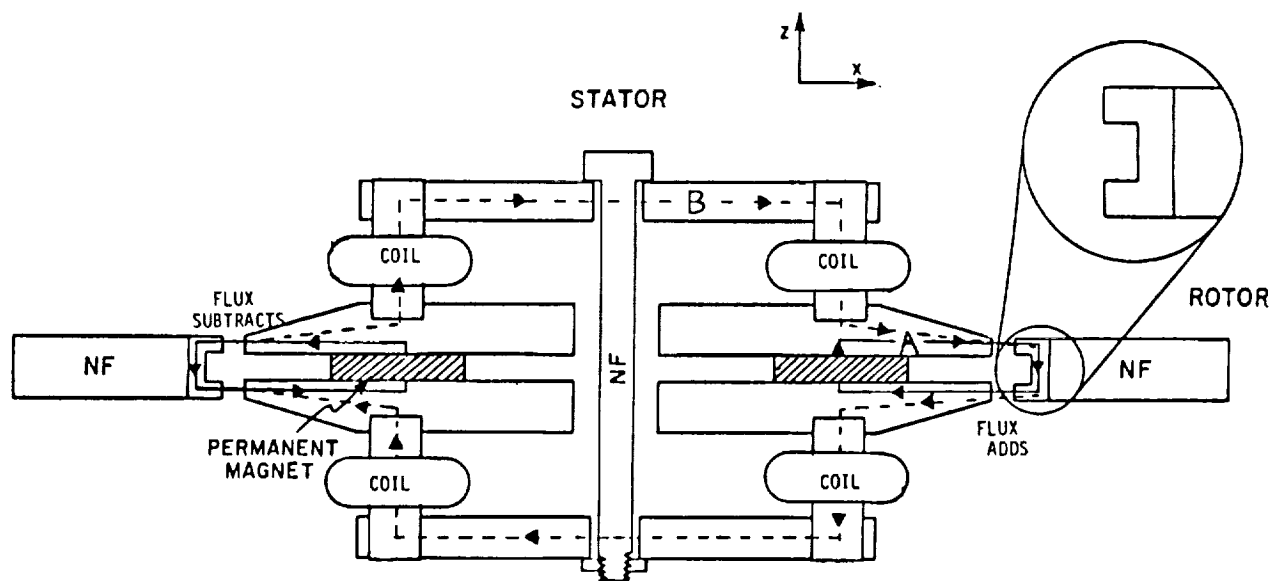 z
x
STATOR
B
COIL
COIL
ROTOR
FLUX
SUBTRACTS
A
NF
NF
NF
PERMANENT
MAGNET
FLUX
ADDS
COIL
COIL